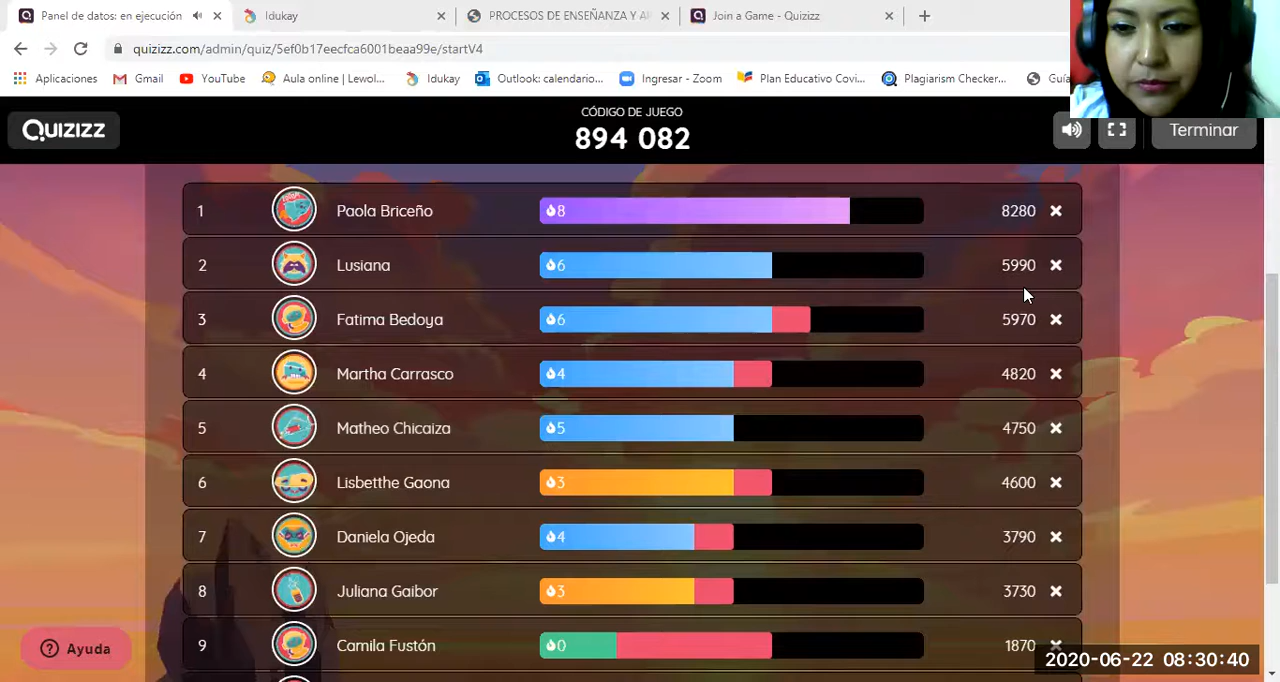 Panel de datos: en ejecución
Idukay
PROCESOS DE ENSEÑANZA Y
Join a Game - Quizizz
quizizz.com/admin/quiz/5ef0b17eecfca6001beaa99e/startV4
Aplicaciones
Gmail
YouTube
Aula online | Lewol...
Idukay
Outlook: calendario...
Ingresar - Zoom
Plan Educativo Covi...
Plagiarism Checker...
Guía
Quizizz
CÓDIGO DE JUEGO
894 082
Terminar
1 Paola Briceño 8 8280
2 Lusiana 6 5990
3 Fatima Bedoya 6 5970
4 Martha Carrasco 4 4820
5 Matheo Chicaiza 5 4750
6 Lisbetthe Gaona 3 4600
7 Daniela Ojeda 4 3790
8 Juliana Gaibor 3 3730
9 Camila Fustón 0 1870
Ayuda
2020-06-22 08:30:40